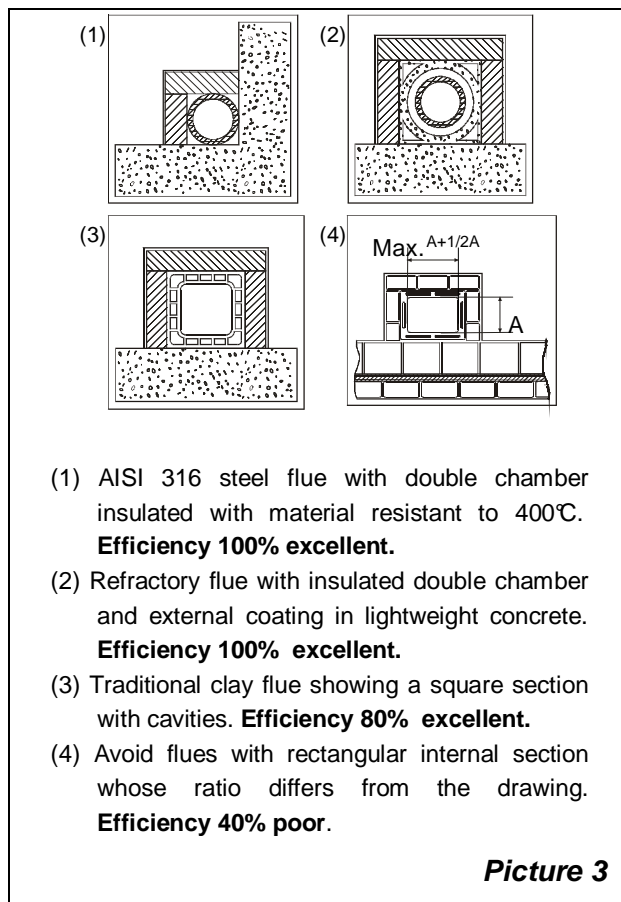 (1)
(2)
(3)
(4)
Max. A+1/2A
A
(1) AISI 316 steel flue with double chamber
insulated with material resistant to 400℃.
Efficiency 100% excellent.
(2) Refractory flue with insulated double chamber
and external coating in lightweight concrete.
Efficiency 100% excellent.
(3) Traditional clay flue showing a square section
with cavities. Efficiency 80% excellent.
(4) Avoid flues with rectangular internal section
whose ratio differs from the drawing.
Efficiency 40% poor.
Picture 3